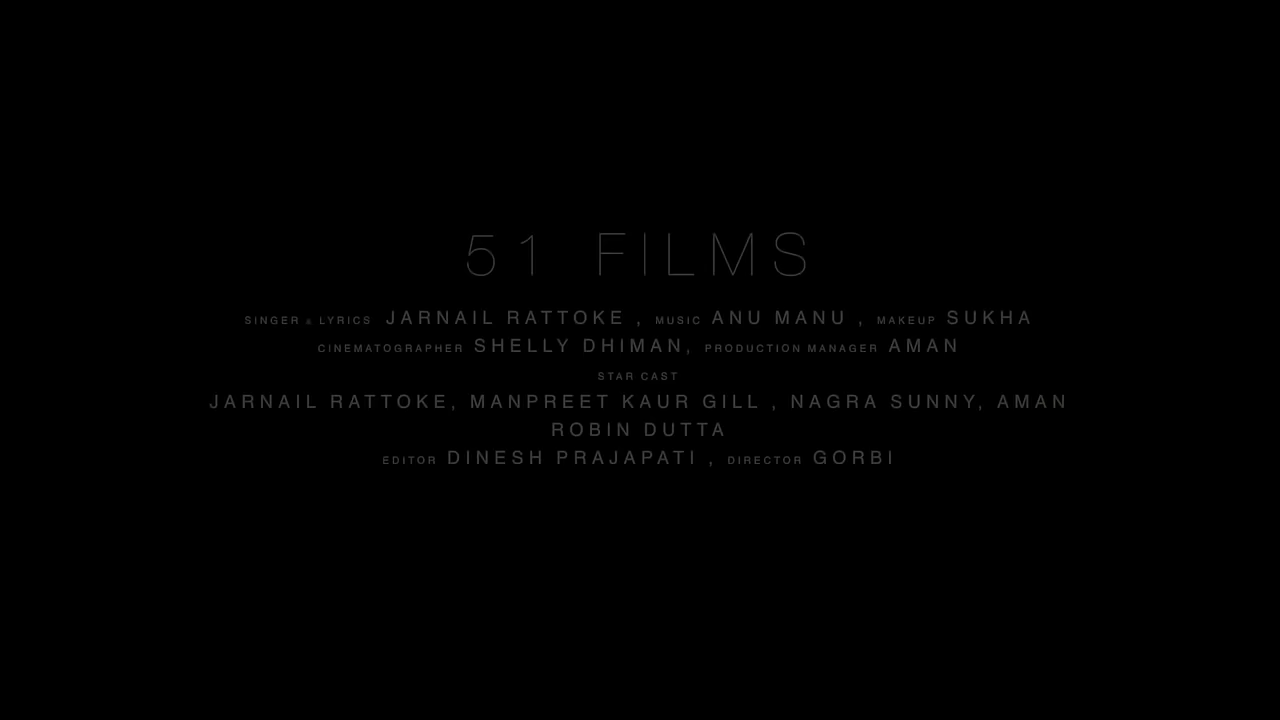 51 FILMS
SINGER & LYRICS JARNAIL RATTOKE , MUSIC ANU MANU , MAKEUP SUKHA
CINEMATOGRAPHER SHELLY DHIMAN, PRODUCTION MANAGER AMAN
STAR CAST
JARNAIL RATTOKE, MANPREET KAUR GILL , NAGRA SUNNY, AMAN
ROBIN DUTTA
EDITOR DINESH PRAJAPATI , DIRECTOR GORBI